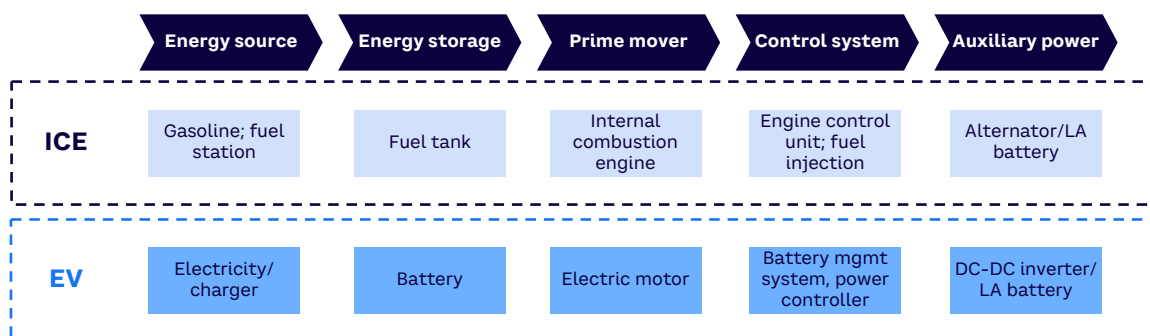 Energy source
Energy storage
Prime mover
Control system
Auxiliary power
ICE
Gasoline; fuel
station
Fuel tank
Internal
combustion
engine
Engine control
unit; fuel
injection
Alternator/LA
battery
EV
Electricity/
charger
Battery
Electric motor
Battery mgmt
system, power
controller
DC-DC inverter/
LA battery